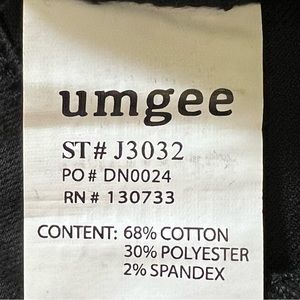 umgee
ST# J3032
PO # DN0024
RN # 130733
CONTENT: 68% COTTON
30% POLYESTER
2% SPANDEX